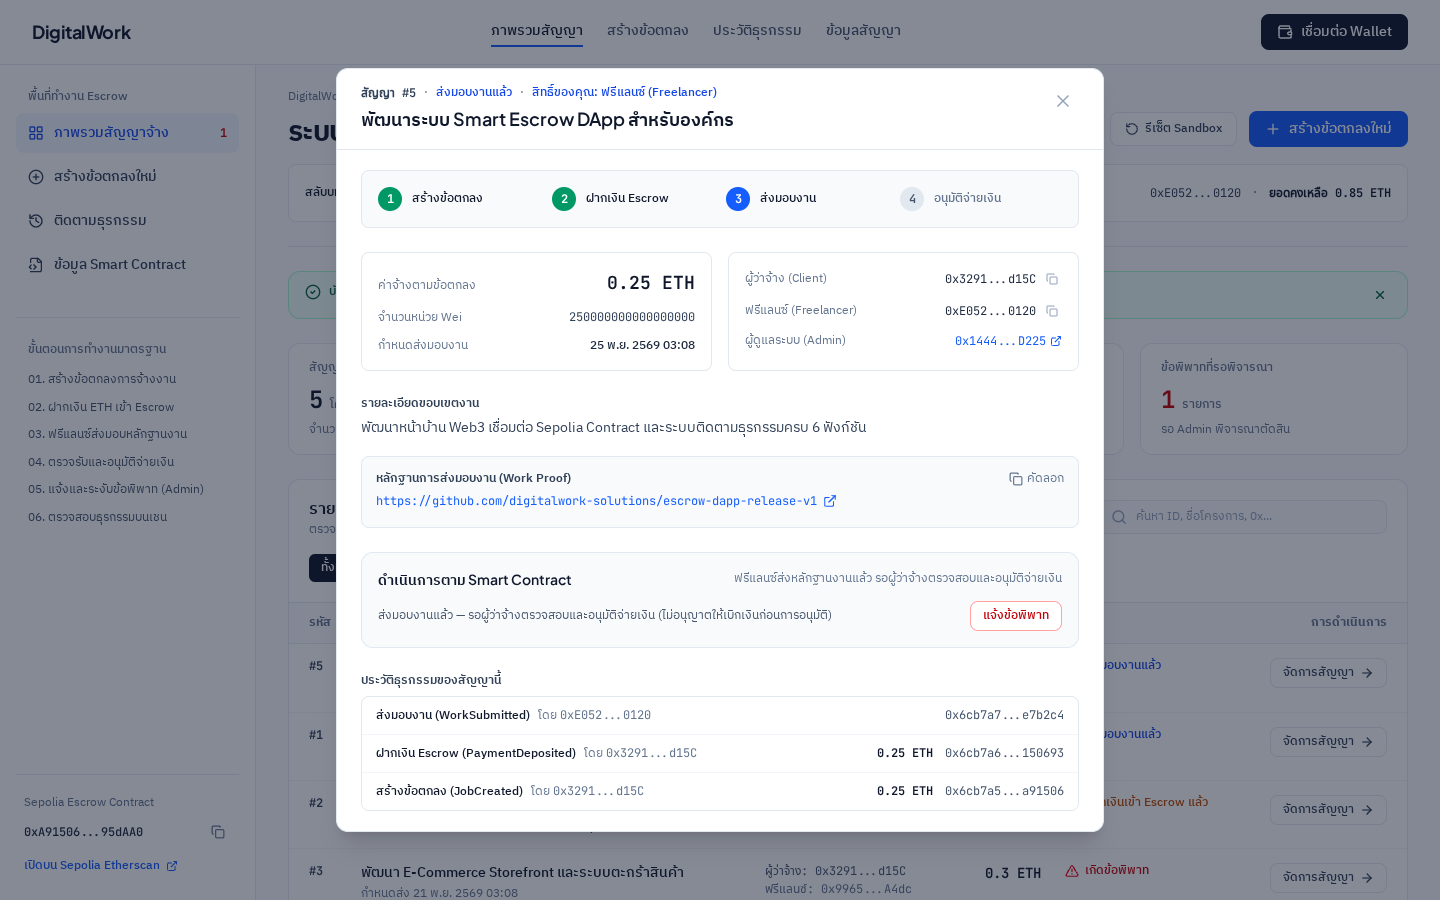 DigitalWork
ภาพรวมสัญญา
สร้างข้อตกลง
ประวัติธุรกรรม
ข้อมูลสัญญา
เชื่อมต่อ Wallet
พื้นที่ทำงาน Escrow
ภาพรวมสัญญาจ้าง 1
สร้างข้อตกลงใหม่
ติดตามธุรกรรม
ข้อมูล Smart Contract
ขั้นตอนการทำงานมาตรฐาน
01. สร้างข้อตกลงการจ้างงาน
02. ฝากเงิน ETH เข้า Escrow
03. ฟรีแลนซ์ส่งมอบหลักฐานงาน
04. ตรวจรับและอนุมัติจ่ายเงิน
05. แจ้งและระงับข้อพิพาท (Admin)
06. ตรวจสอบธุรกรรมบนเชน
Sepolia Escrow Contract
0xA91506...95dAA0
เปิดบน Sepolia Etherscan
รีเซ็ต Sandbox
สร้างข้อตกลงใหม่
0xE052...0120 · ยอดคงเหลือ 0.85 ETH
5
ข้อพิพาทที่รอพิจารณา
1 รายการ
รอ Admin พิจารณาตัดสิน
ค้นหา ID, ชื่อโครงการ, 0x...
รหัส
การดำเนินการ
#5
จัดการสัญญา
#1
จัดการสัญญา
#2
จัดการสัญญา
#3
พัฒนา E-Commerce Storefront และระบบตะกร้าสินค้า
กำหนดส่ง 21 พ.ย. 2569 03:08
ผู้ว่าจ้าง: 0x3291...d15C
ฟรีแลนซ์: 0x9965...A4dc
0.3 ETH
เกิดข้อพิพาท
จัดการสัญญา
สัญญา #5 · ส่งมอบงานแล้ว · สิทธิ์ของคุณ: ฟรีแลนซ์ (Freelancer)
พัฒนาระบบ Smart Escrow DApp สำหรับองค์กร
1 สร้างข้อตกลง
2 ฝากเงิน Escrow
3 ส่งมอบงาน
4 อนุมัติจ่ายเงิน
ค่าจ้างตามข้อตกลง 0.25 ETH
จำนวนหน่วย Wei 250000000000000000
กำหนดส่งมอบงาน 25 พ.ย. 2569 03:08
ผู้ว่าจ้าง (Client) 0x3291...d15C
ฟรีแลนซ์ (Freelancer) 0xE052...0120
ผู้ดูแลระบบ (Admin) 0x1444...D225
รายละเอียดขอบเขตงาน
พัฒนาหน้าบ้าน Web3 เชื่อมต่อ Sepolia Contract และระบบติดตามธุรกรรมครบ 6 ฟังก์ชัน
หลักฐานการส่งมอบงาน (Work Proof) คัดลอก
https://github.com/digitalwork-solutions/escrow-dapp-release-v1
ดำเนินการตาม Smart Contract
ฟรีแลนซ์ส่งหลักฐานงานแล้ว รอผู้ว่าจ้างตรวจสอบและอนุมัติจ่ายเงิน
ส่งมอบงานแล้ว — รอผู้ว่าจ้างตรวจสอบและอนุมัติจ่ายเงิน (ไม่อนุญาตให้เบิกเงินก่อนการอนุมัติ)
แจ้งข้อพิพาท
ประวัติธุรกรรมของสัญญานี้
ส่งมอบงาน (WorkSubmitted) โดย 0xE052...0120 0x6cb7a7...e7b2c4
ฝากเงิน Escrow (PaymentDeposited) โดย 0x3291...d15C 0.25 ETH 0x6cb7a6...150693
สร้างข้อตกลง (JobCreated) โดย 0x3291...d15C 0.25 ETH 0x6cb7a5...a91506